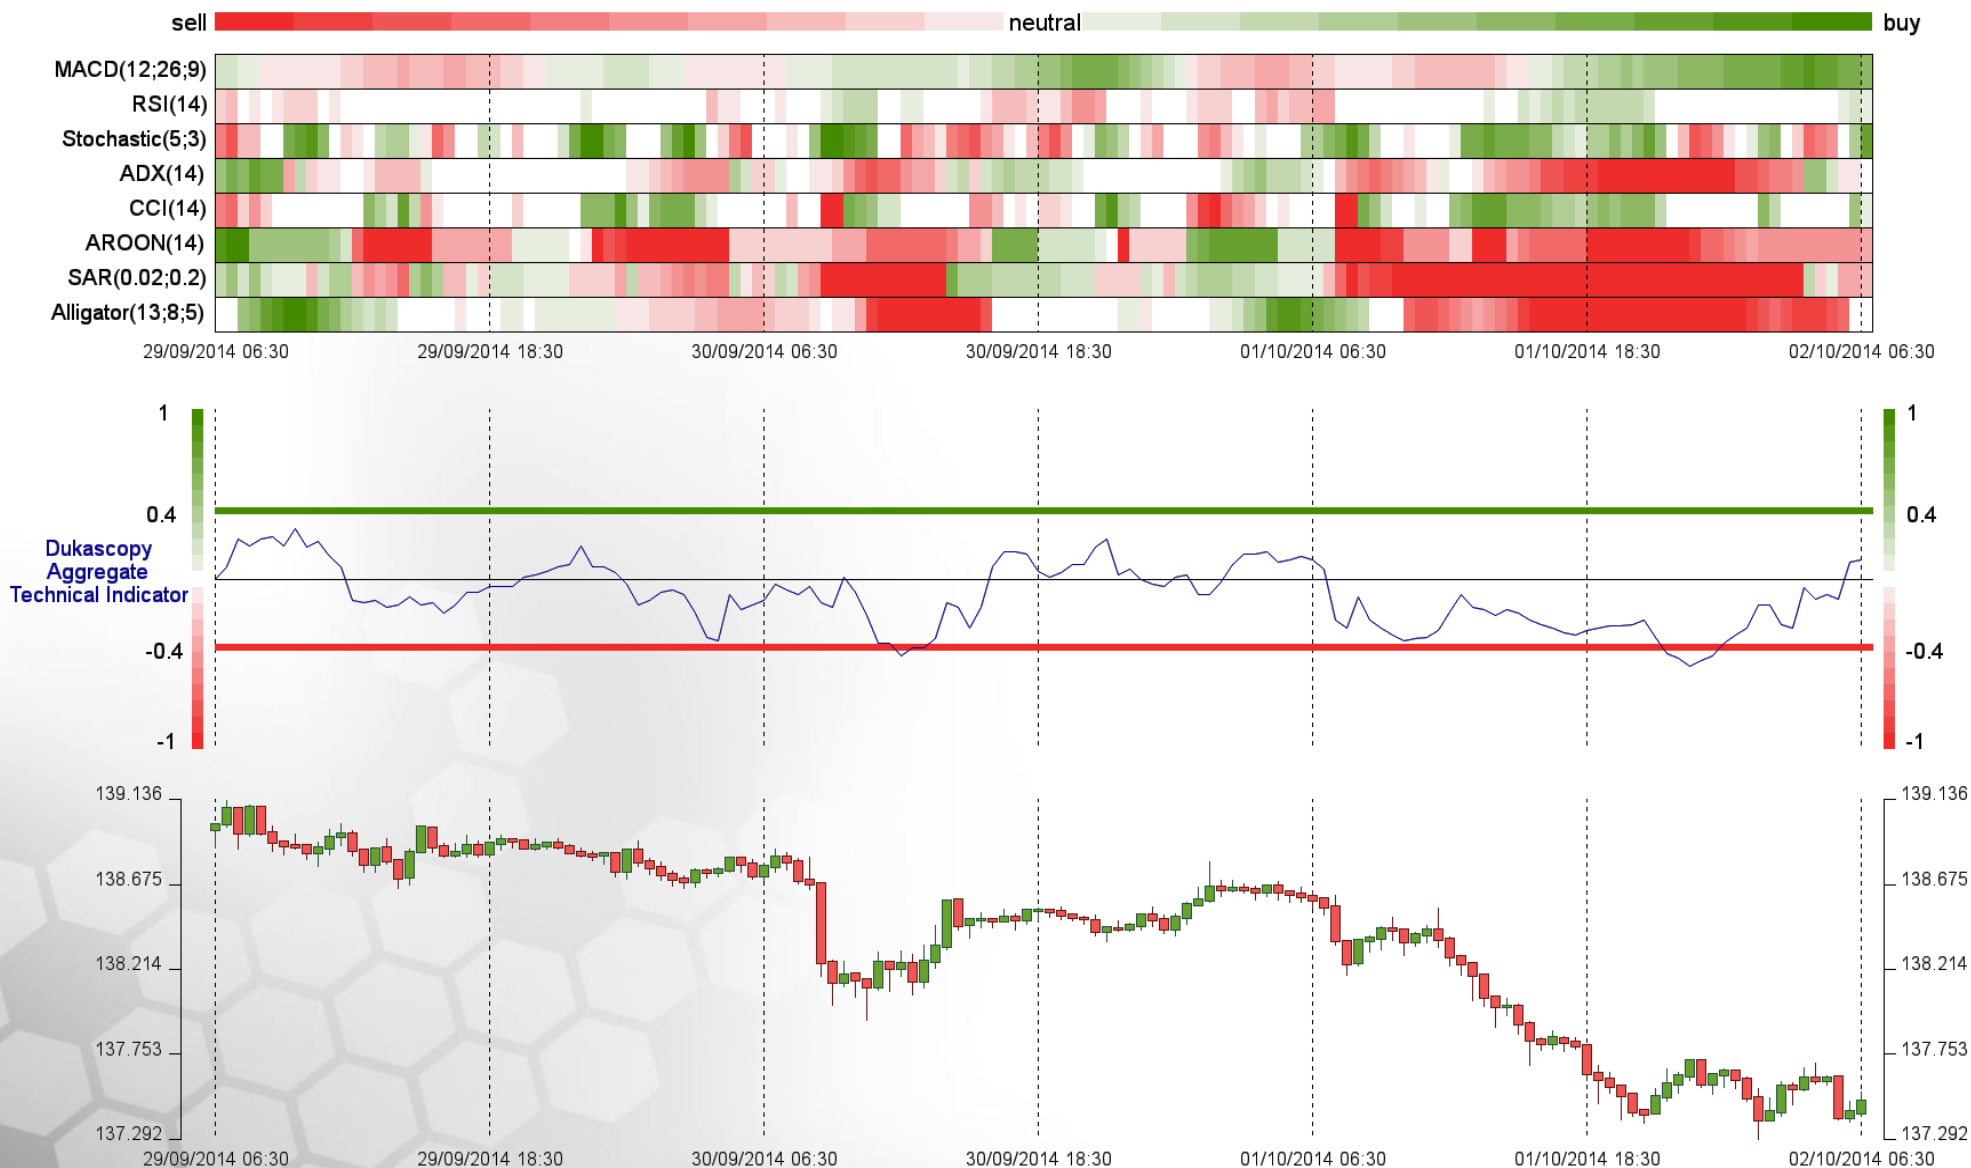 sell neutral buy
MACD(12;26;9)
RSI(14)
Stochastic(5;3)
ADX(14)
CCI(14)
AROON(14)
SAR(0.02;0.2)
Alligator(13;8;5)
29/09/2014 06:30 29/09/2014 18:30 30/09/2014 06:30 30/09/2014 18:30 01/10/2014 06:30 01/10/2014 18:30 02/10/2014 06:30
1 1
0.4 0.4
Dukascopy
Aggregate
Technical Indicator
-0.4 -0.4
-1 -1
139.136 139.136
138.675 138.675
138.214 138.214
137.753 137.753
137.292 137.292
29/09/2014 06:30 29/09/2014 18:30 30/09/2014 06:30 30/09/2014 18:30 01/10/2014 06:30 01/10/2014 18:30 02/10/2014 06:30